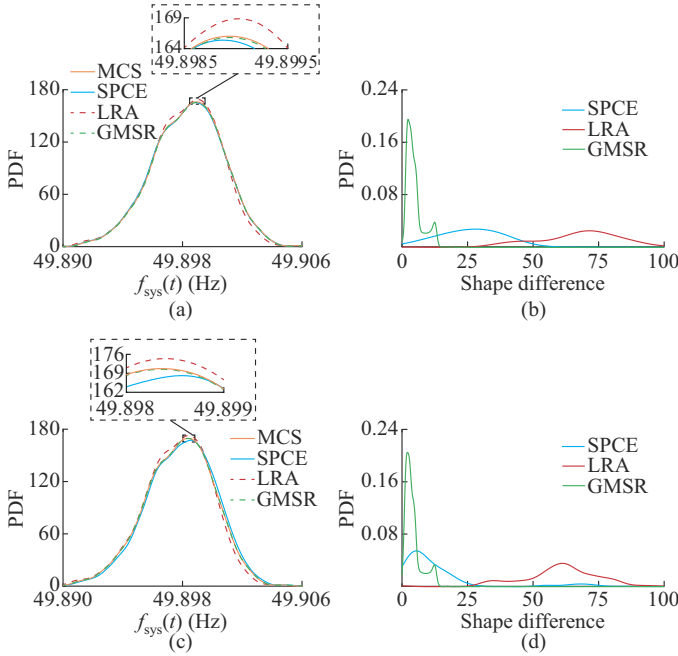 169
164
49.8985
49.9995
180
120
60
0
PDF
MCS
SPCE
LRA
GMSR
49.890
49.898
49.906
f_sys(t) (Hz)
(a)
0.24
0.16
0.08
PDF
SPCE
LRA
GMSR
0
25
50
75
100
Shape difference
(b)
176
169
162
49.898
49.899
180
120
60
0
PDF
MCS
SPCE
LRA
GMSR
49.890
49.898
49.906
f_sys(t) (Hz)
(c)
0.24
0.16
0.08
PDF
SPCE
LRA
GMSR
0
25
50
75
100
Shape difference
(d)